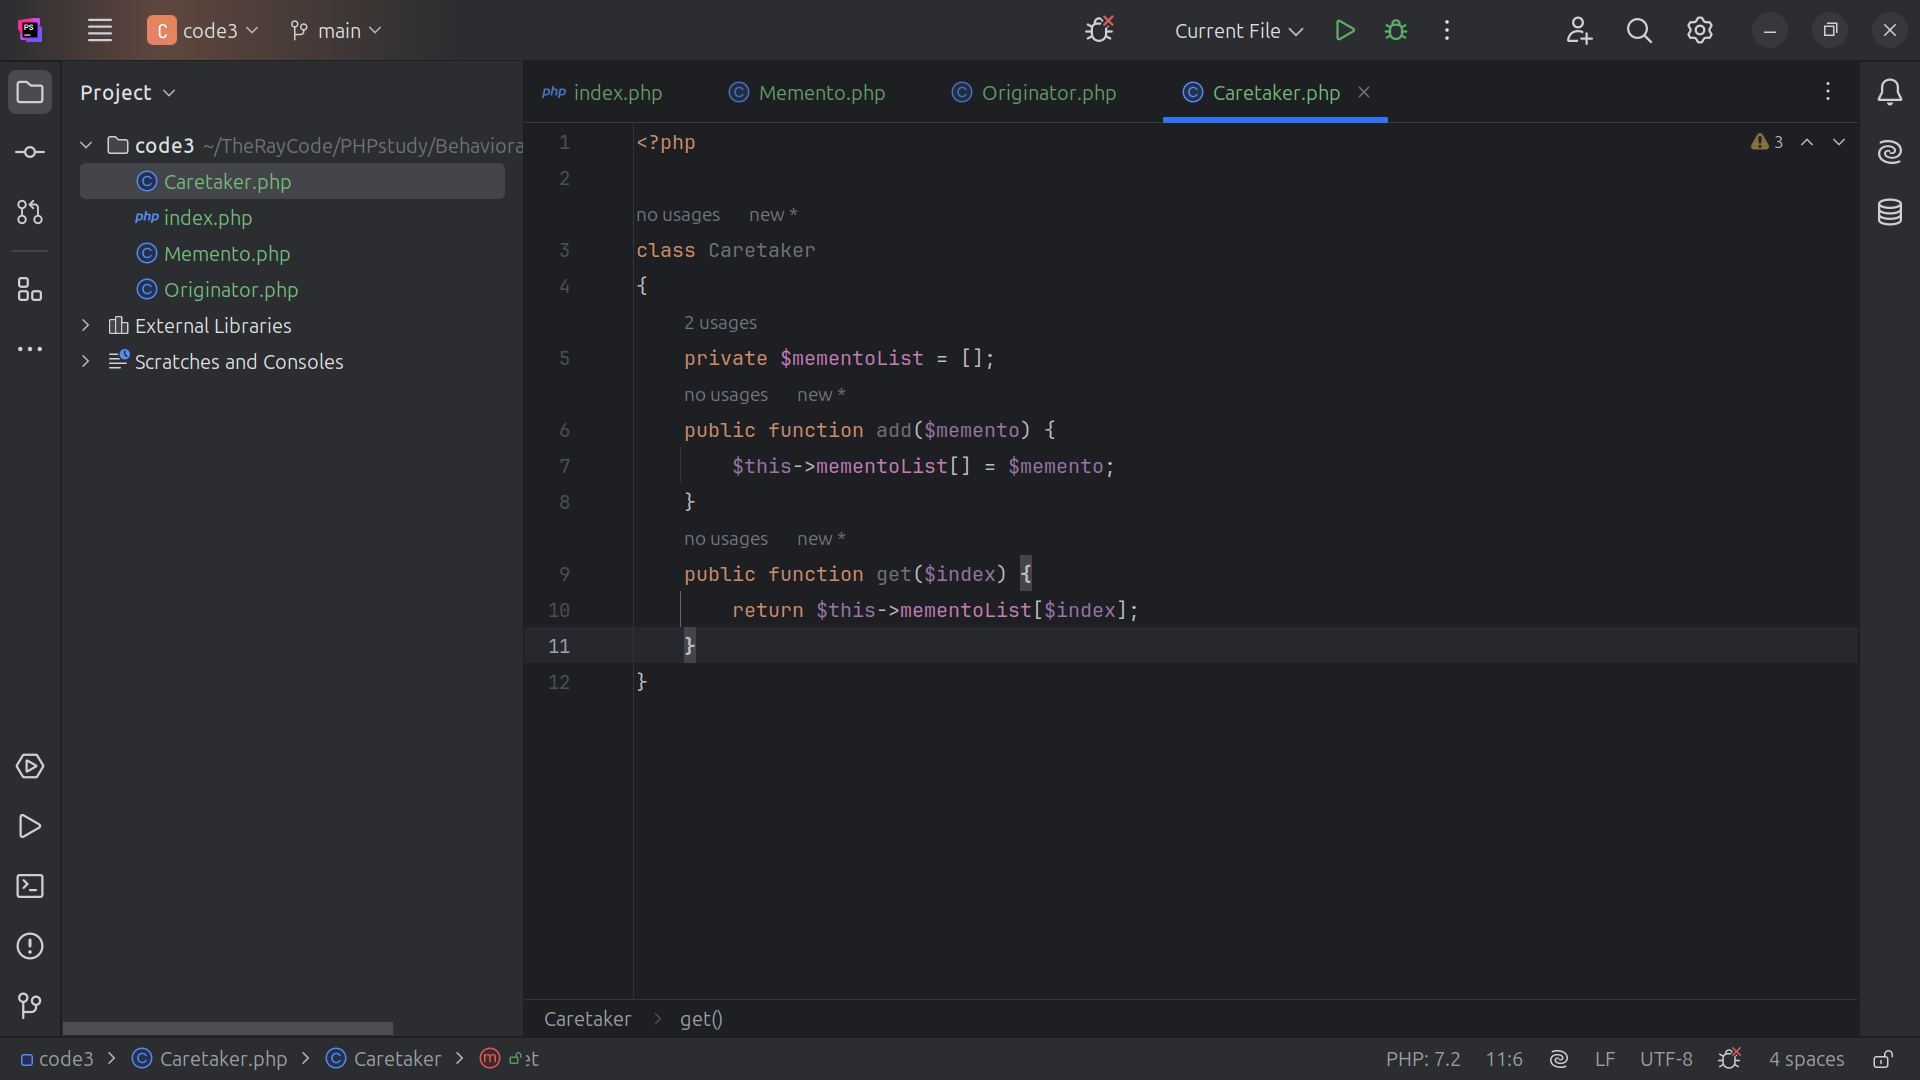 PS
C code3 main Current File
Project
index.php Memento.php Originator.php Caretaker.php
code3 ~/TheRayCode/PHPstudy/Behaviora
Caretaker.php
php index.php
Memento.php
Originator.php
External Libraries
Scratches and Consoles
3
1 <?php
2
no usages new *
3 class Caretaker
4 {
2 usages
5 private $mementoList = [];
no usages new *
6 public function add($memento) {
7 $this->mementoList[] = $memento;
8 }
no usages new *
9 public function get($index) {
10 return $this->mementoList[$index];
11 }
12 }
Caretaker get()
code3 > Caretaker.php > Caretaker > et
PHP: 7.2 11:6 LF UTF-8 4 spaces